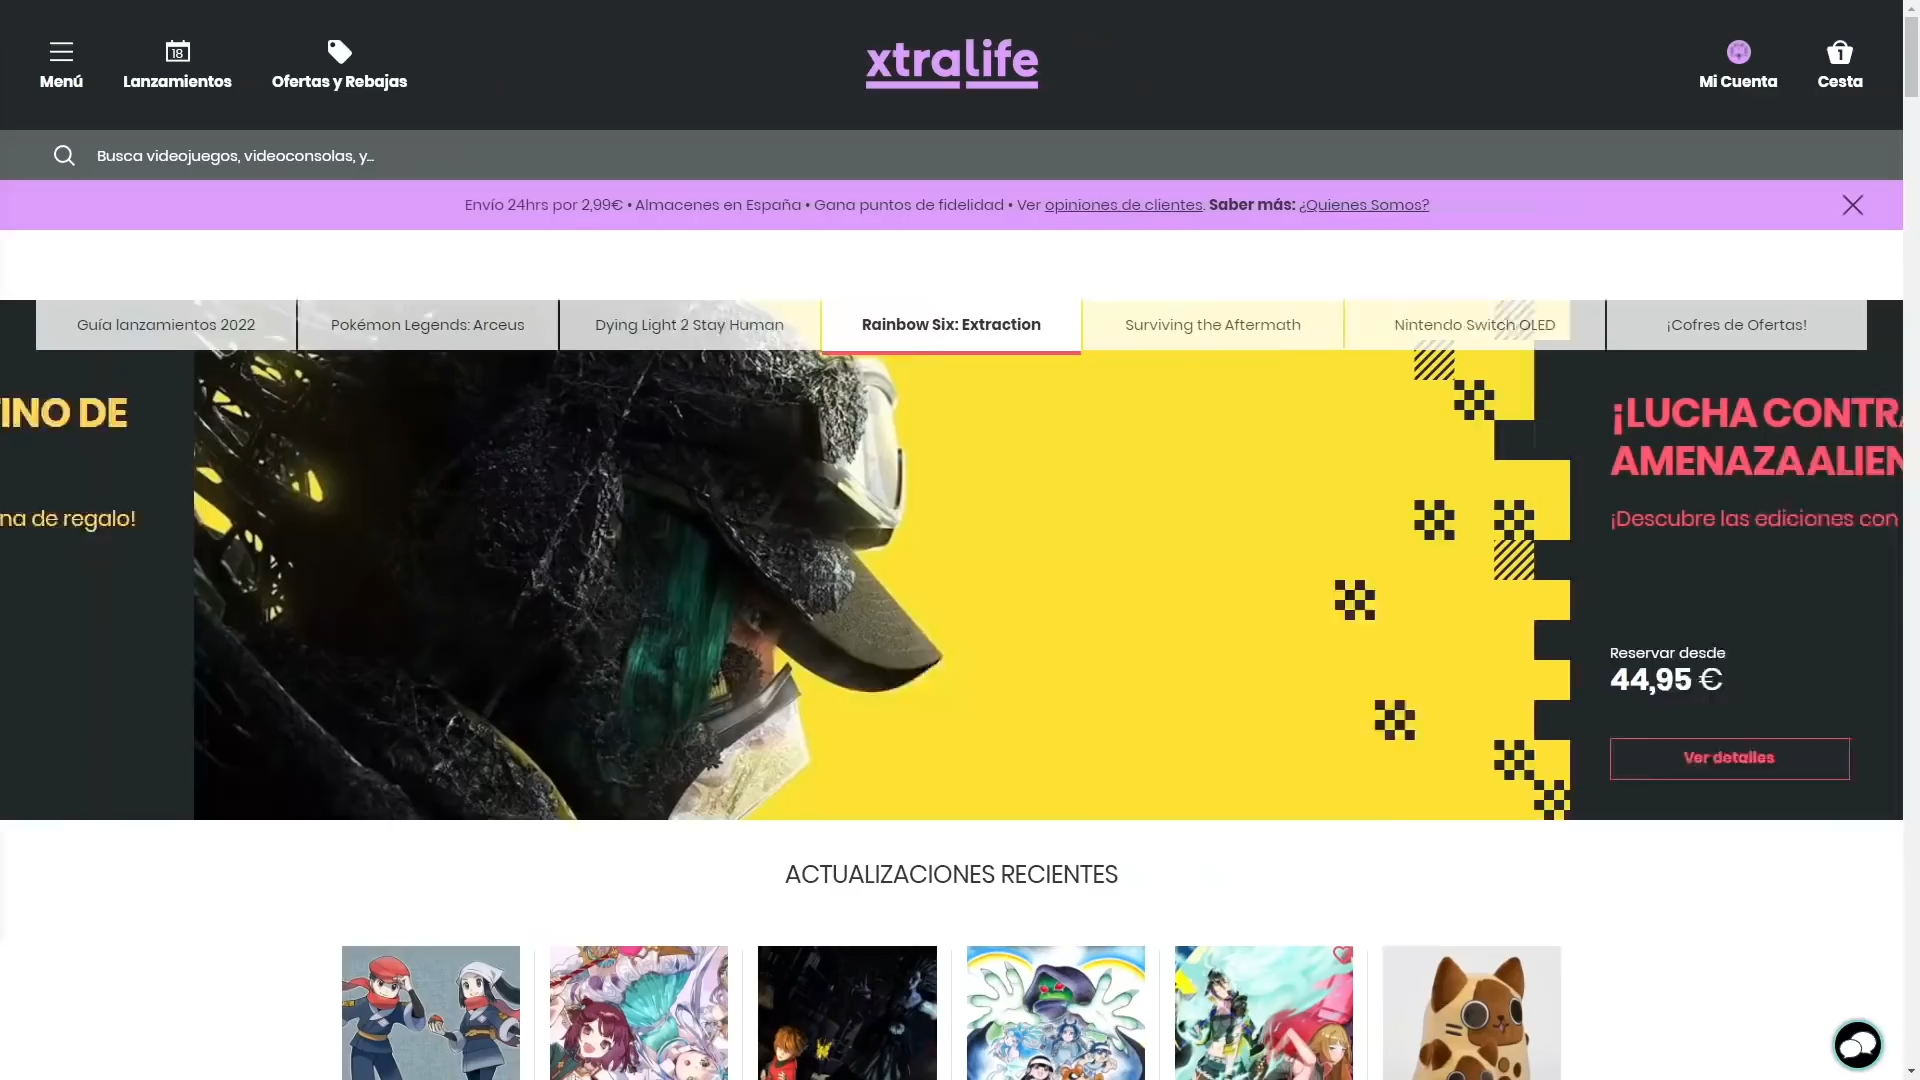 Menú
18
Lanzamientos
Ofertas y Rebajas
xtralife
Mi Cuenta
1
Cesta
Busca videojuegos, videoconsolas, y...
Envío 24hrs por 2,99€ • Almacenes en España • Gana puntos de fidelidad • Ver opiniones de clientes. Saber más: ¿Quienes Somos?
Guía lanzamientos 2022
Pokémon Legends: Arceus
Dying Light 2 Stay Human
Rainbow Six: Extraction
Surviving the Aftermath
Nintendo Switch OLED
¡Cofres de Ofertas!
INO DE
na de regalo!
¡LUCHA CONTRA
AMENAZA ALIEN
¡Descubre las ediciones con
Reservar desde
44,95 €
Ver detalles
ACTUALIZACIONES RECIENTES